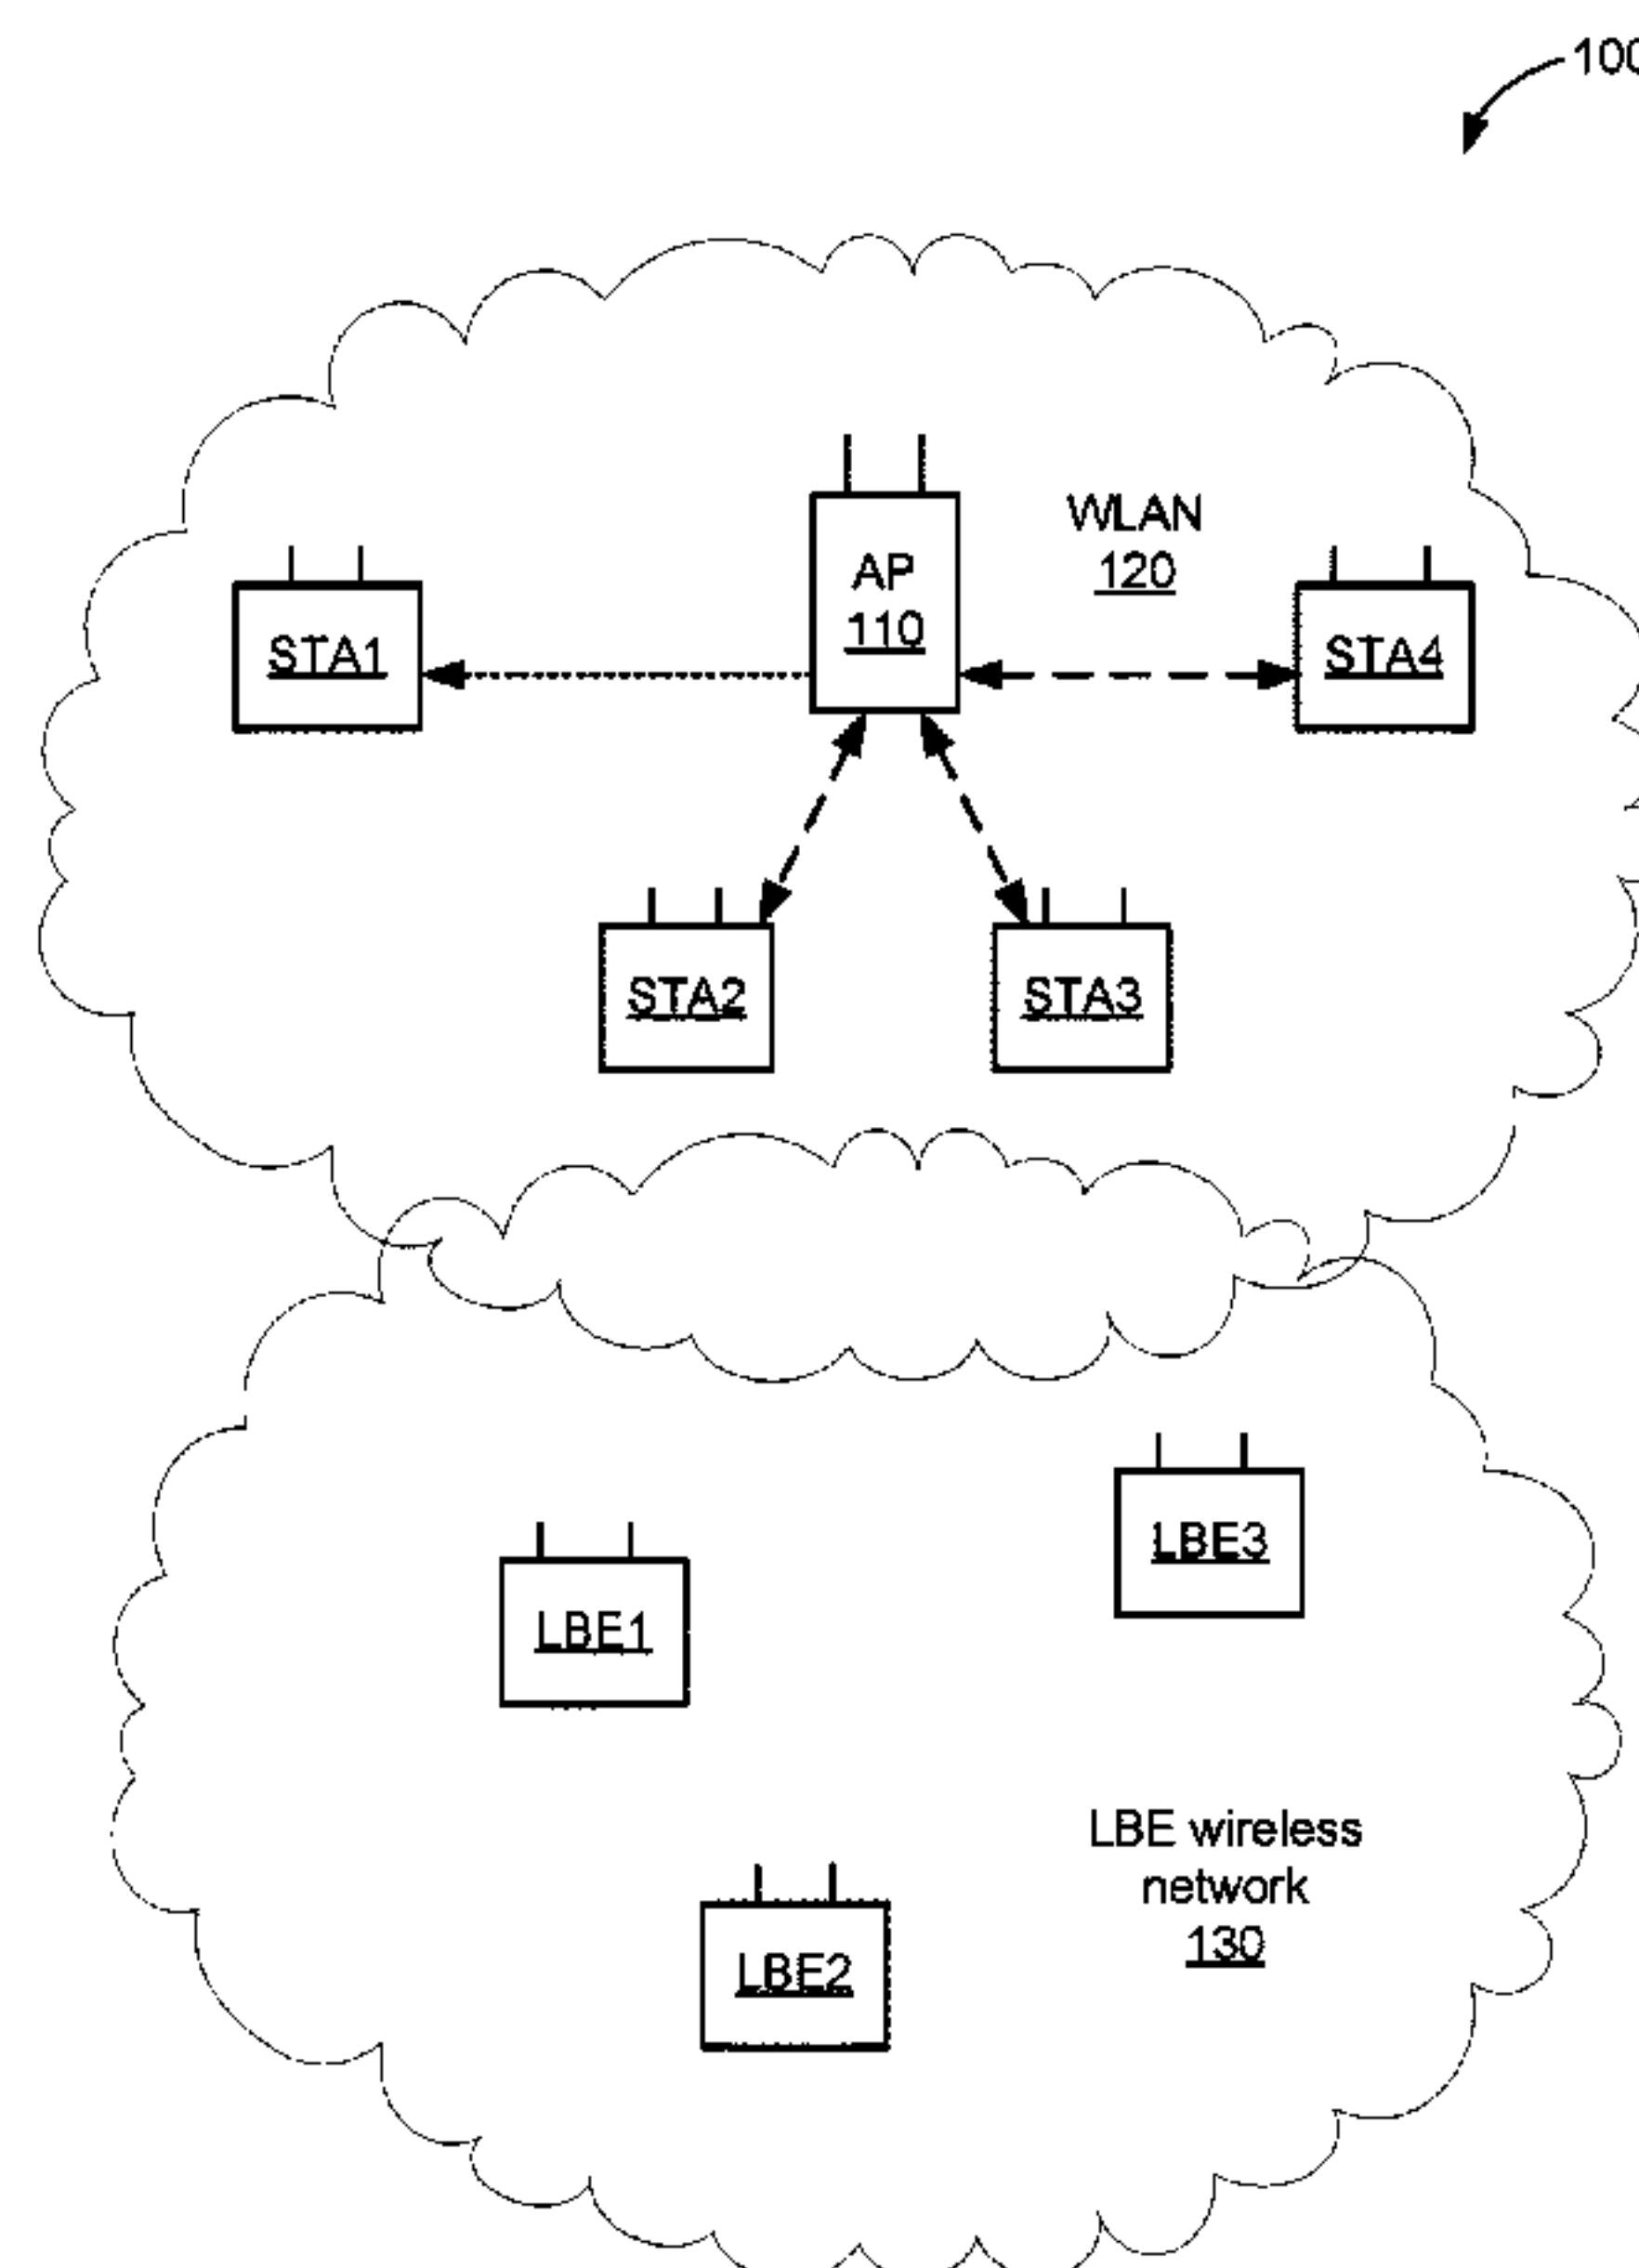 100
WLAN
120
AP
110
STA1
STA4
STA2
STA3
LBE3
LBE1
LBE wireless
network
130
LBE2